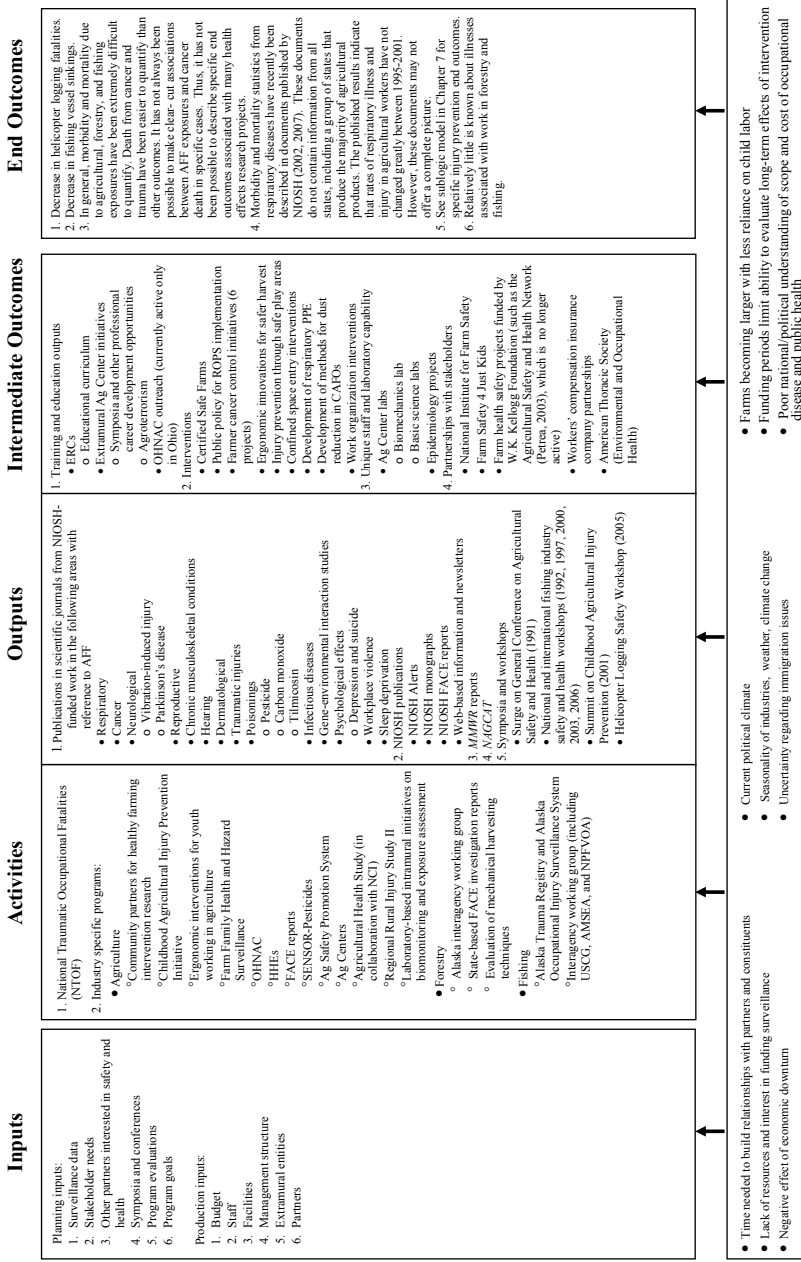 Inputs
Planning inputs:
1. Surveillance data
2. Stakeholder needs
3. Other partners interested in safety and
health
4. Symposia and conferences
5. Program evaluations
6. Program goals
Production inputs:
1. Budget
2. Staff
3. Facilities
4. Management structure
5. Extramural entities
6. Partners
Activities
1. National Traumatic Occupational Fatalities
(NTOF)
2. Industry specific programs:
● Agriculture
°Community partners for healthy farming
intervention research
°Childhood Agricultural Injury Prevention
Initiative
°Ergonomic interventions for youth
working in agriculture
°Farm Family Health and Hazard
Surveillance
°OHNAC
°HHEs
°FACE reports
°SENSOR-Pesticides
°Ag Safety Promotion System
°Ag Centers
°Agricultural Health Study (in
collaboration with NCI)
°Regional Rural Injury Study II
°Laboratory-based intramural initiatives on
biomonitoring and exposure assessment
● Forestry
° Alaska interagency working group
° State-based FACE investigation reports
° Evaluation of mechanical harvesting
techniques
● Fishing
°Alaska Trauma Registry and Alaska
Occupational Injury Surveillance System
°Interagency working group (including
USCG, AMSEA, and NPFVOA)
Outputs
1. Publications in scientific journals from NIOSH-
funded work in the following areas with
reference to AFF
• Respiratory
• Cancer
• Neurological
o Vibration-induced injury
o Parkinson's disease
• Reproductive
• Chronic musculoskeletal conditions
• Hearing
• Dermatological
• Traumatic injuries
• Poisonings
o Pesticide
o Carbon monoxide
o Tilmicosin
• Infectious diseases
• Gene-environmental interaction studies
• Psychological effects
o Depression and suicide
• Workplace violence
• Sleep deprivation
2. NIOSH publications
• NIOSH Alerts
• NIOSH monographs
• NIOSH FACE reports
• Web-based information and newsletters
3. MMWR reports
4. NAGCAT
5. Symposia and workshops
• Surge on General Conference on Agricultural
Safety and Health (1991)
• National and international fishing industry
safety and health workshops (1992, 1997, 2000,
2003, 2006)
• Summit on Childhood Agricultural Injury
Prevention (2001)
• Helicopter Logging Safety Workshop (2005)
Intermediate Outcomes
1. Training and education outputs
• ERCs
o Educational curriculum
• Extramural Ag Center initiatives
o Symposia and other professional
career development opportunities
o Agroterrorism
• OHNAC outreach (currently active only
in Ohio)
2. Interventions
• Certified Safe Farms
• Public policy for ROPS implementation
• Farmer cancer control initiatives (6
projects)
• Ergonomic innovations for safer harvest
• Injury prevention through safe play areas
• Confined space entry interventions
• Development of respiratory PPE
• Development of methods for dust
reduction in CAFOs
• Work organization interventions
3. Unique staff and laboratory capability
• Ag Center labs
o Biomechanics lab
o Basic science labs
• Epidemiology projects
4. Partnerships with stakeholders
• National Institute for Farm Safety
• Farm Safety 4 Just Kids
• Farm health safety projects funded by
W.K. Kellogg Foundation (such as the
Agricultural Safety and Health Network
(Petrea, 2003), which is no longer
active)
• Workers' compensation insurance
company partnerships
• American Thoracic Society
(Environmental and Occupational
Health)
End Outcomes
1. Decrease in helicopter logging fatalities.
2. Decrease in fishing vessel sinkings.
3. In general, morbidity and mortality due
to agricultural, forestry, and fishing
exposures have been extremely difficult
to quantify. Death from cancer and
trauma have been easier to quantify than
other outcomes. It has not always been
possible to make clear- cut associations
between AFF exposures and cancer
death in specific cases. Thus, it has not
been possible to describe specific end
outcomes associated with many health
effects research projects.
4. Morbidity and mortality statistics from
respiratory diseases have recently been
described in documents published by
NIOSH (2002, 2007). These documents
do not contain information from all
states, including a group of states that
produce the majority of agricultural
products. The published results indicate
that rates of respiratory illness and
injury in agricultural workers have not
changed greatly between 1995-2001.
However, these documents may not
offer a complete picture.
5. See sublogic model in Chapter 7 for
specific injury prevention end outcomes.
6. Relatively little is known about illnesses
associated with work in forestry and
fishing.
● Time needed to build relationships with partners and constituents
● Lack of resources and interest in funding surveillance
● Negative effect of economic downturn
● Current political climate
● Seasonality of industries, weather, climate change
● Uncertainty regarding immigration issues
● Farms becoming larger with less reliance on child labor
● Funding periods limit ability to evaluate long-term effects of intervention
● Poor national/political understanding of scope and cost of occupational
disease and public health